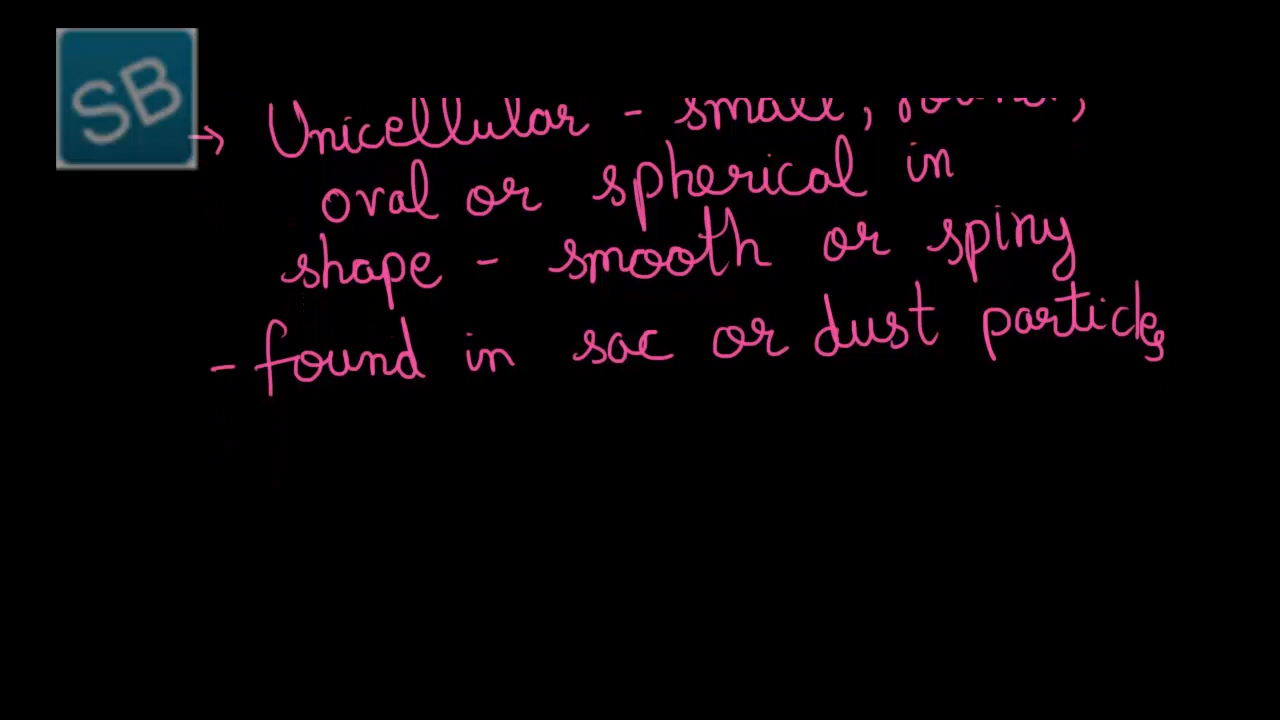 SB
→ Unicellular - small,
oval or spherical in
shape - smooth or spiny
- found in sac or dust particles